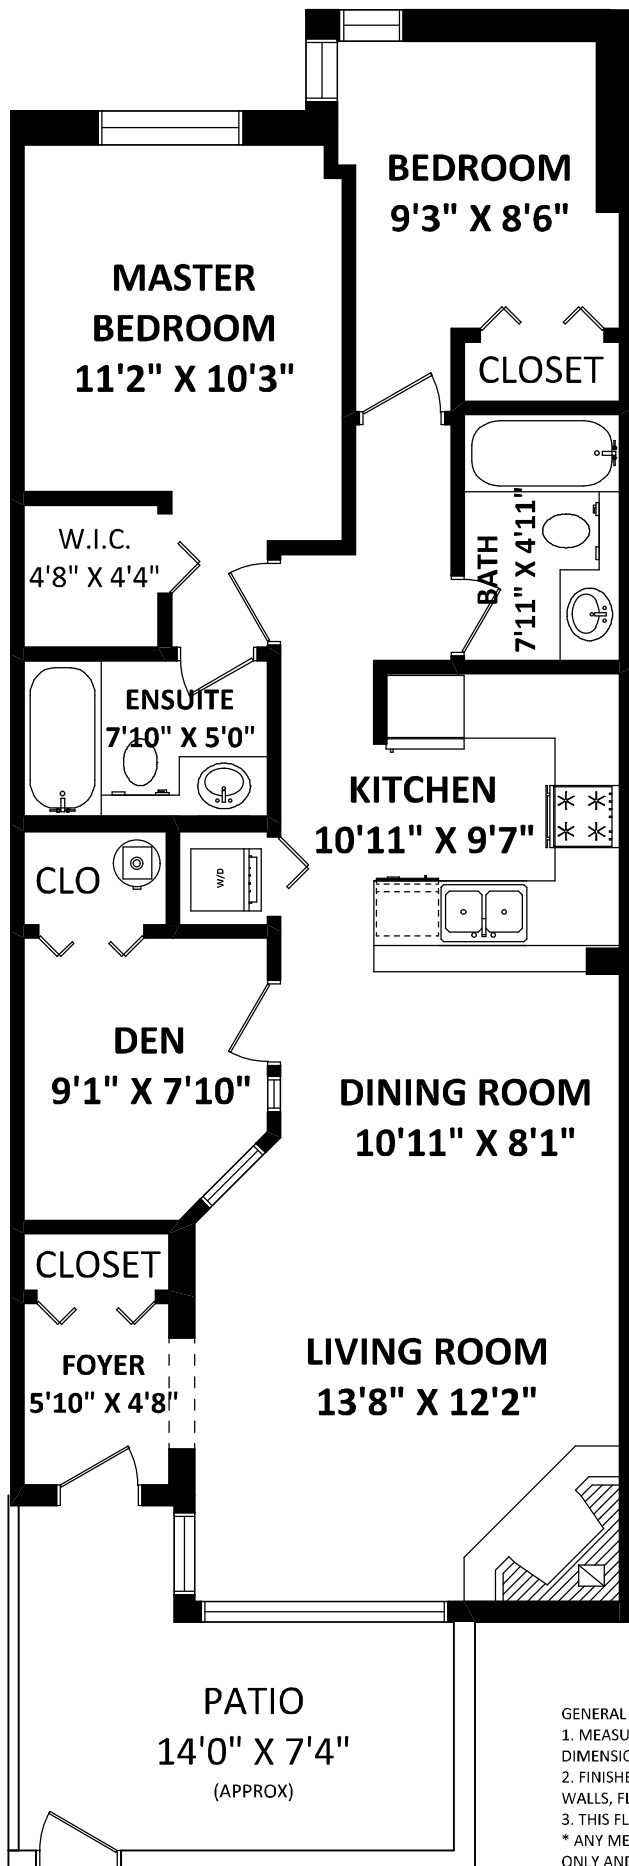 BEDROOM
9'3" X 8'6"
MASTER
BEDROOM
11'2" X 10'3"
CLOSET
W.I.C.
4'8" X 4'4"
BATH
7'11" X 4'11"
ENSUITE
7'10" X 5'0"
KITCHEN
10'11" X 9'7"
CLO
W/D
DEN
9'1" X 7'10"
DINING ROOM
10'11" X 8'1"
CLOSET
FOYER
5'10" X 4'8"
LIVING ROOM
13'8" X 12'2"
PATIO
14'0" X 7'4"
(APPROX)
GENERAL
1. MEASU
DIMENSIO
2. FINISHE
WALLS, FL
3. THIS FL
* ANY ME
ONLY AND